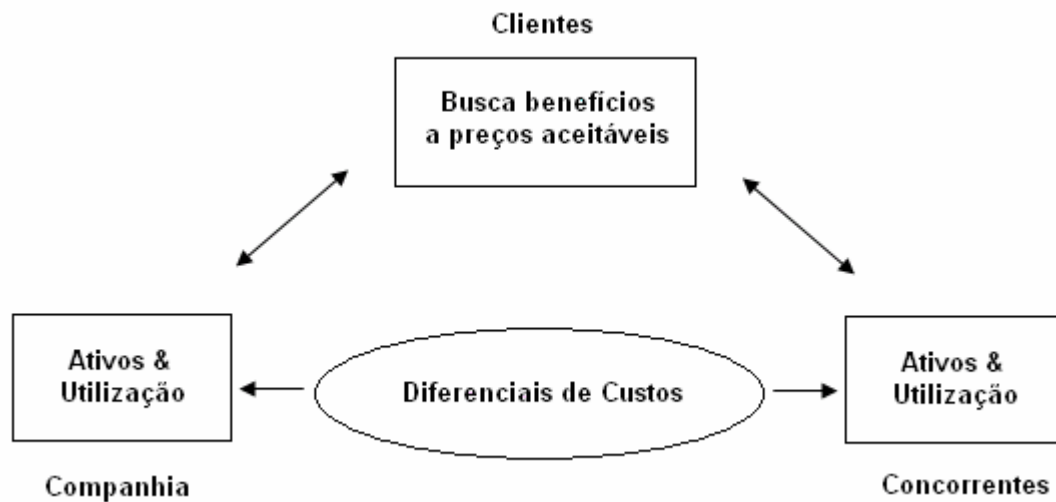 Clientes
Busca benefícios
a preços aceitáveis
Ativos &
Utilização
Diferenciais de Custos
Ativos &
Utilização
Companhia
Concorrentes